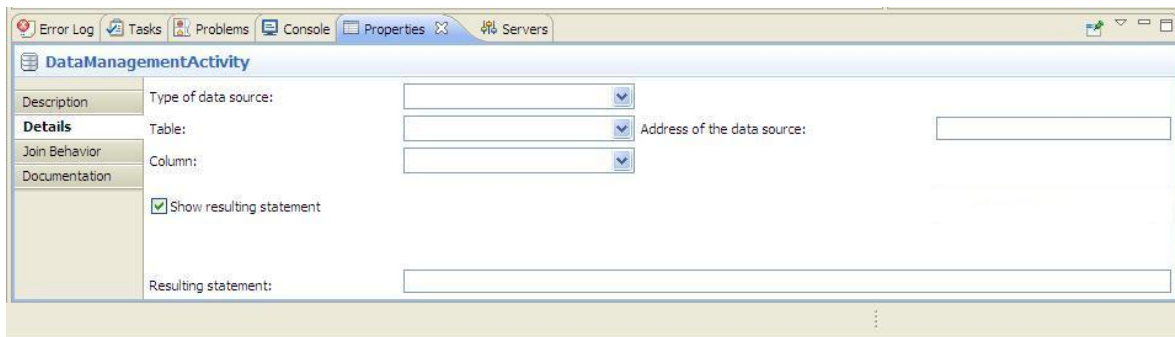 Error Log Tasks Problems Console Properties Servers
DataManagementActivity
Description
Details
Join Behavior
Documentation
Type of data source:
Table: Address of the data source:
Column:
Show resulting statement
Resulting statement: